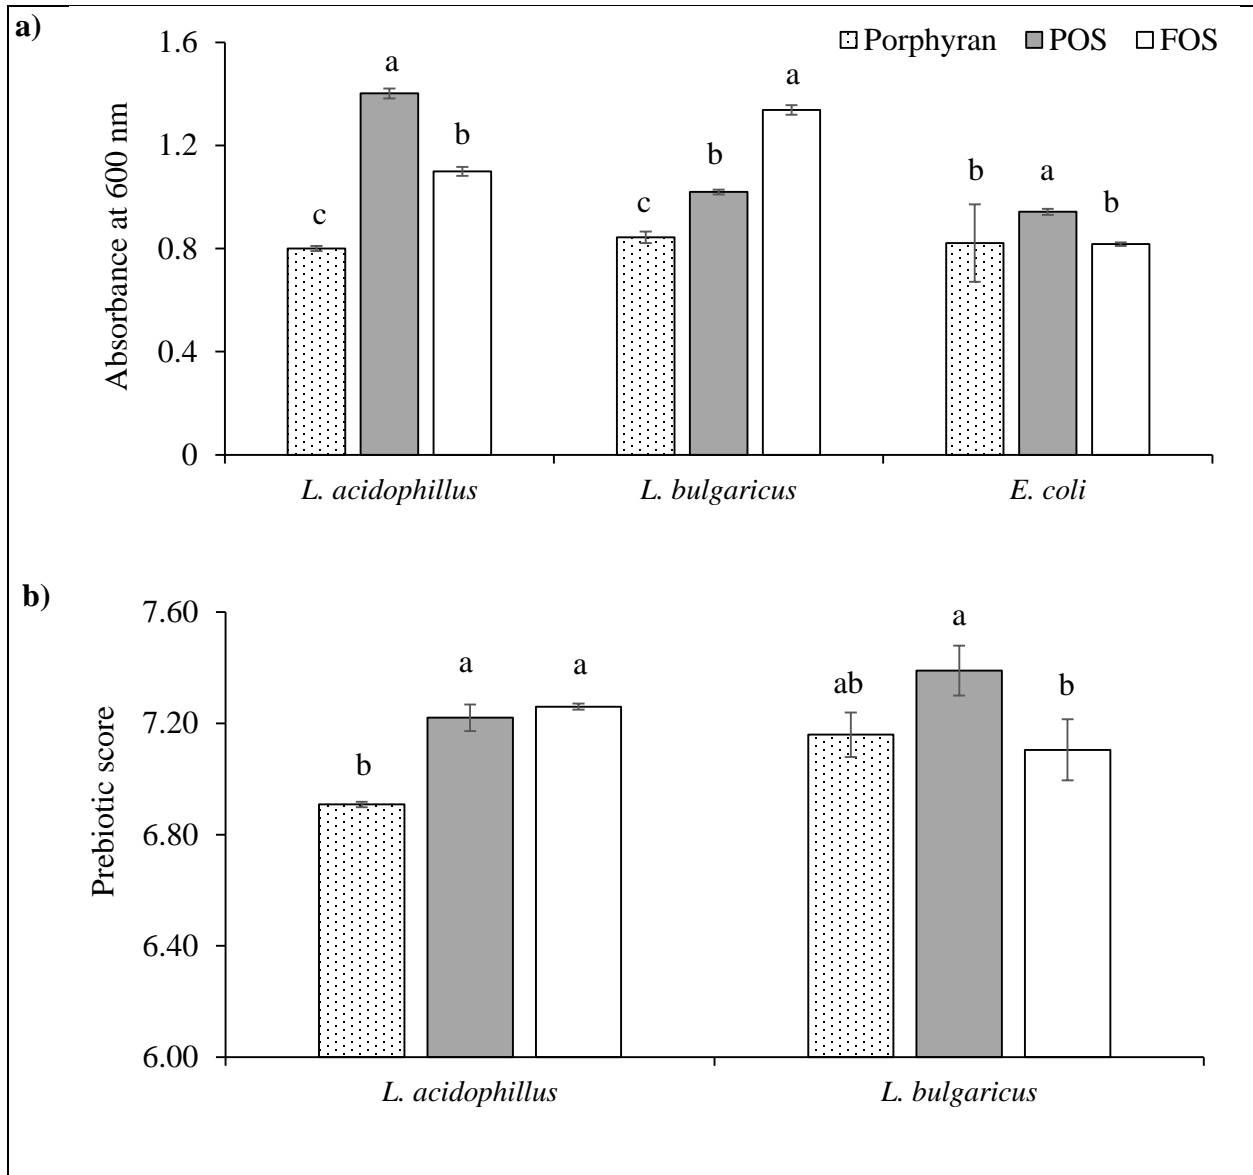 a)
Porphyran POS FOS
Absorbance at 600 nm
1.6
1.2
0.8
0.4
0
c a b
c b a
b a b
L. acidophillus L. bulgaricus E. coli
b)
Prebiotic score
7.60
7.20
6.80
6.40
6.00
b a a
ab a b
L. acidophillus L. bulgaricus